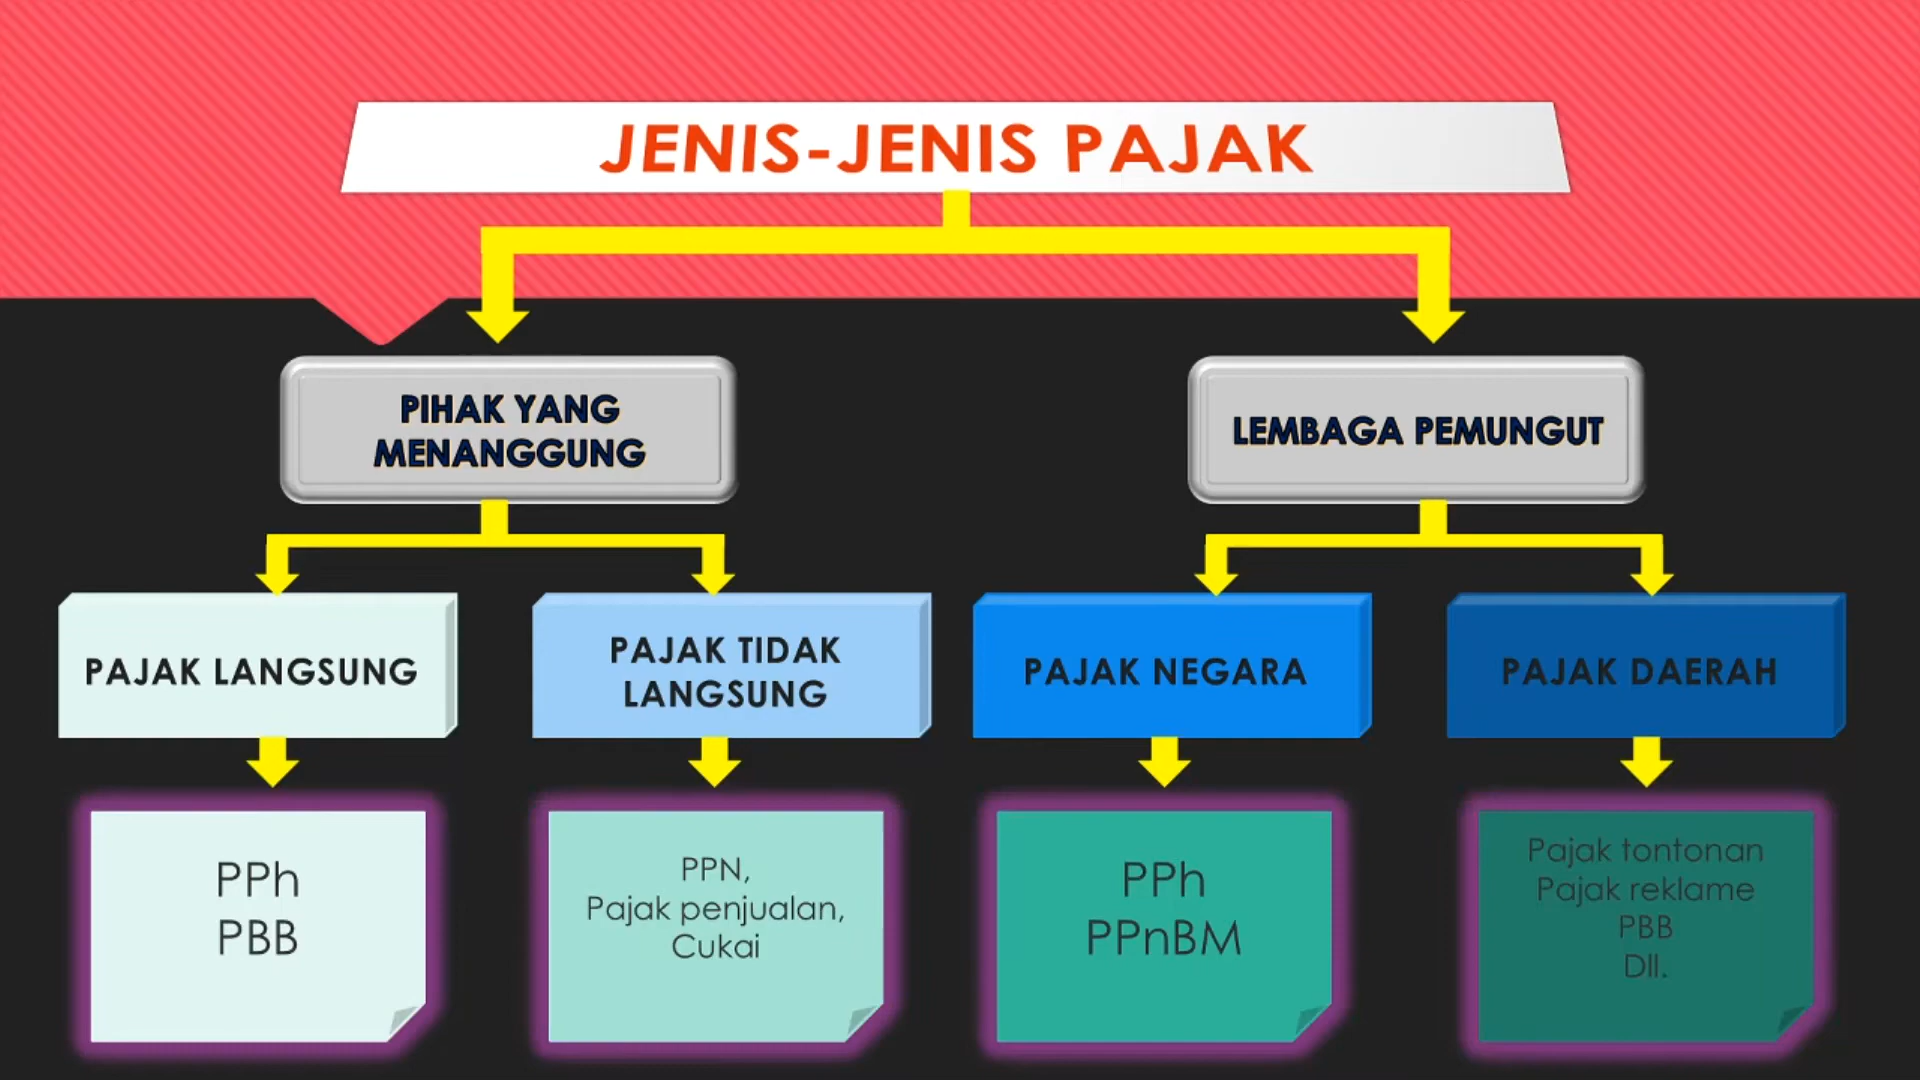 JENIS-JENIS PAJAK
PIHAK YANG
MENANGGUNG
LEMBAGA PEMUNGUT
PAJAK LANGSUNG
PAJAK TIDAK
LANGSUNG
PAJAK NEGARA
PAJAK DAERAH
PPh
PBB
PPN,
Pajak penjualan,
Cukai
PPh
PPnBM
Pajak tontonan
Pajak reklame
PBB
Dll.